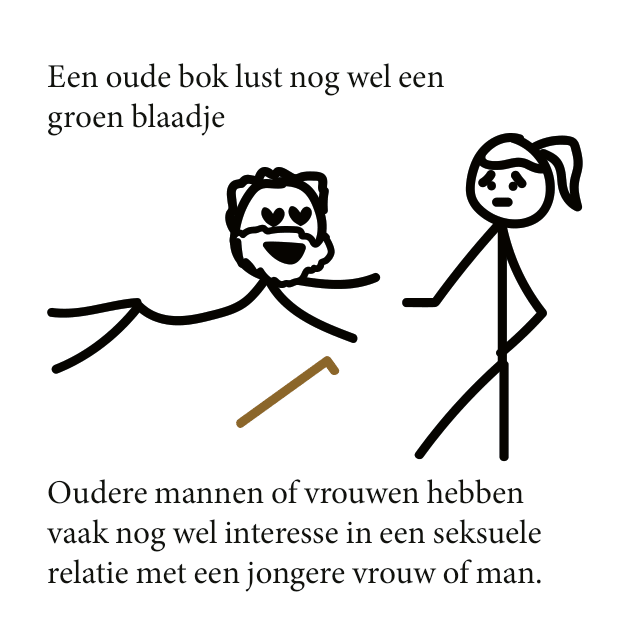 Een oude bok lust nog wel een
groen blaadje
Oudere mannen of vrouwen hebben
vaak nog wel interesse in een seksuele
relatie met een jongere vrouw of man.